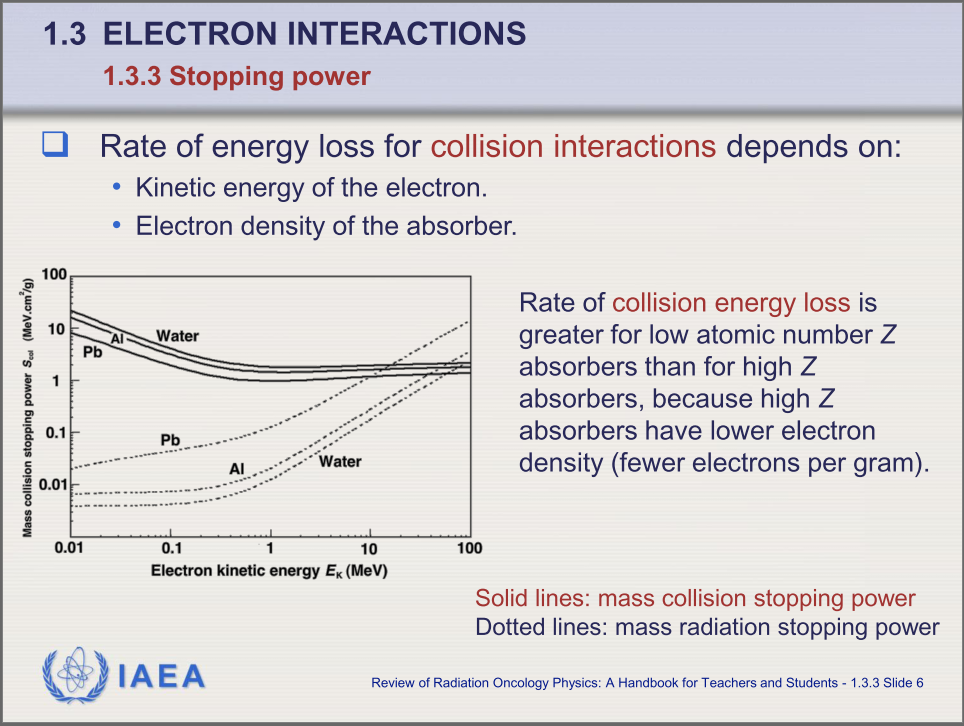 1.3 ELECTRON INTERACTIONS
1.3.3 Stopping power
❑ Rate of energy loss for collision interactions depends on:
• Kinetic energy of the electron.
• Electron density of the absorber.
Mass collision stopping power Scol (MeV.cm²/g)
100
10
1
0.1
0.01
Water
Al
Pb
Pb
Al
Water
0.01 0.1 1 10 100
Electron kinetic energy EK (MeV)
Rate of collision energy loss is
greater for low atomic number Z
absorbers than for high Z
absorbers, because high Z
absorbers have lower electron
density (fewer electrons per gram).
Solid lines: mass collision stopping power
Dotted lines: mass radiation stopping power
IAEA
Review of Radiation Oncology Physics: A Handbook for Teachers and Students - 1.3.3 Slide 6